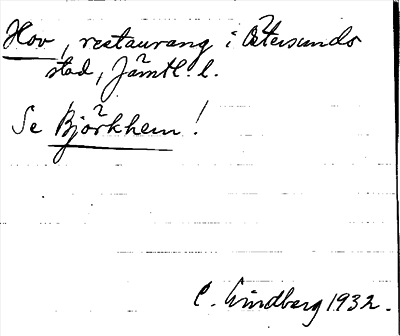 Hov, restaurang i Östersunds
stad, Jämtl. l.
Se Björkhem!
C. Lindberg 1932.